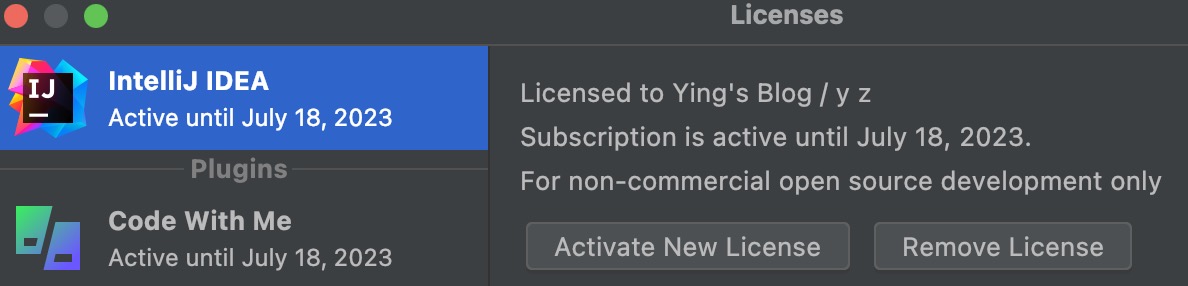 Licenses
IJ
IntelliJ IDEA
Active until July 18, 2023
Plugins
Code With Me
Active until July 18, 2023
Licensed to Ying's Blog / y z
Subscription is active until July 18, 2023.
For non-commercial open source development only
Activate New License
Remove License